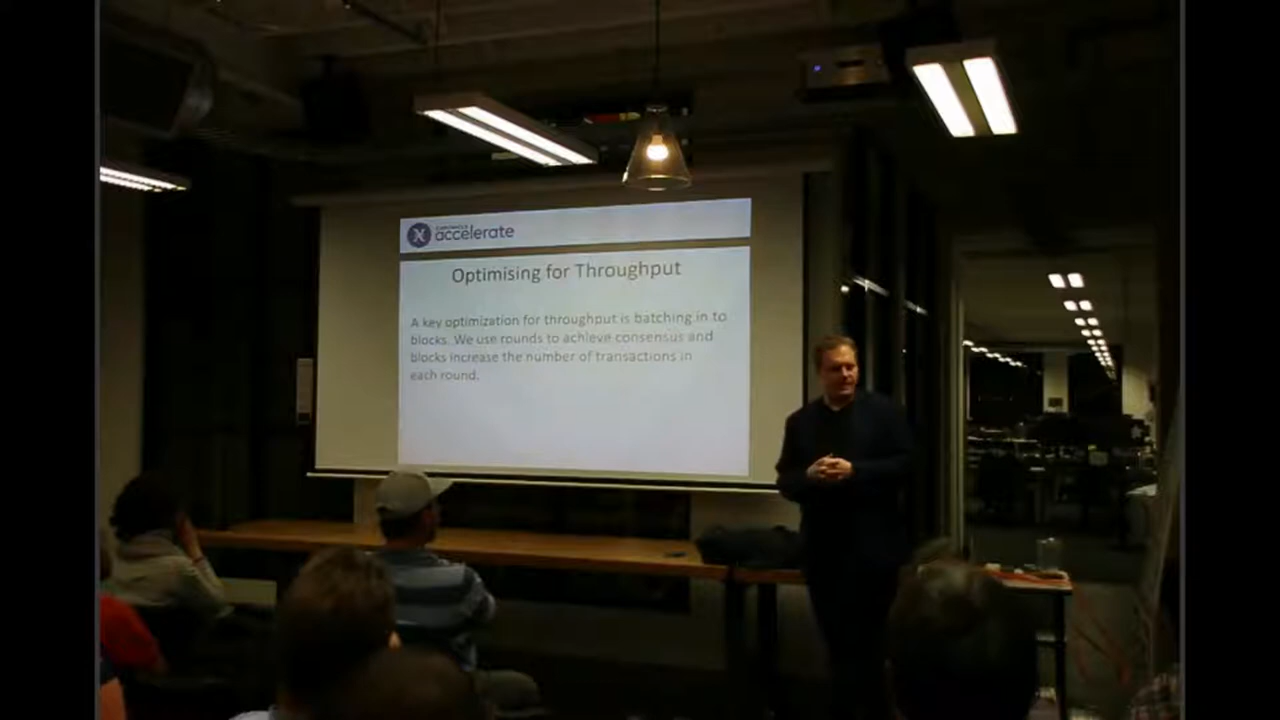 accelerate
Optimising for Throughput
A key optimization for throughput is batching in to
blocks. We use rounds to achieve consensus and
blocks increase the number of transactions in
each round.